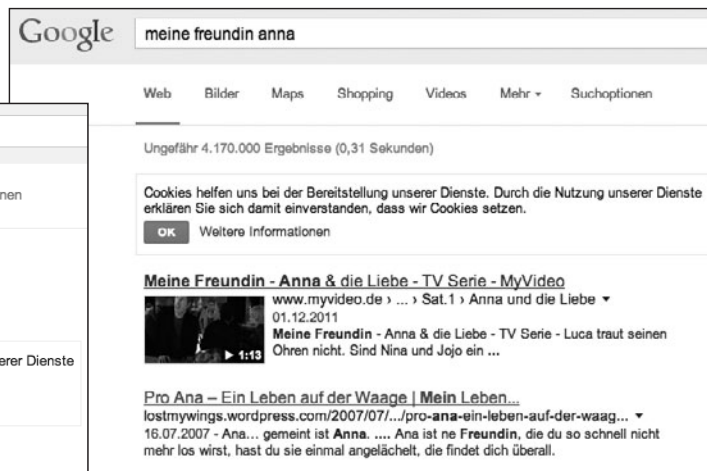 Google meine freundin anna
Web Bilder Maps Shopping Videos Mehr Suchoptionen
Ungefähr 4.170.000 Ergebnisse (0,31 Sekunden)
Cookies helfen uns bei der Bereitstellung unserer Dienste. Durch die Nutzung unserer Dienste
erklären Sie sich damit einverstanden, dass wir Cookies setzen.
OK Weitere Informationen
Meine Freundin - Anna & die Liebe - TV Serie - MyVideo
www.myvideo.de › ... › Sat.1 › Anna und die Liebe
01.12.2011
Meine Freundin - Anna & die Liebe - TV Serie - Luca traut seinen
Ohren nicht. Sind Nina und Jojo ein ...
1:13
Pro Ana – Ein Leben auf der Waage | Mein Leben...
lostmywings.wordpress.com/2007/07/.../pro-ana-ein-leben-auf-der-waag...
16.07.2007 - Ana... gemeint ist Anna. .... Ana ist ne Freundin, die du so schnell nicht
mehr los wirst, hast du sie einmal angelächelt, die findet dich überall.
nen
erer Dienste